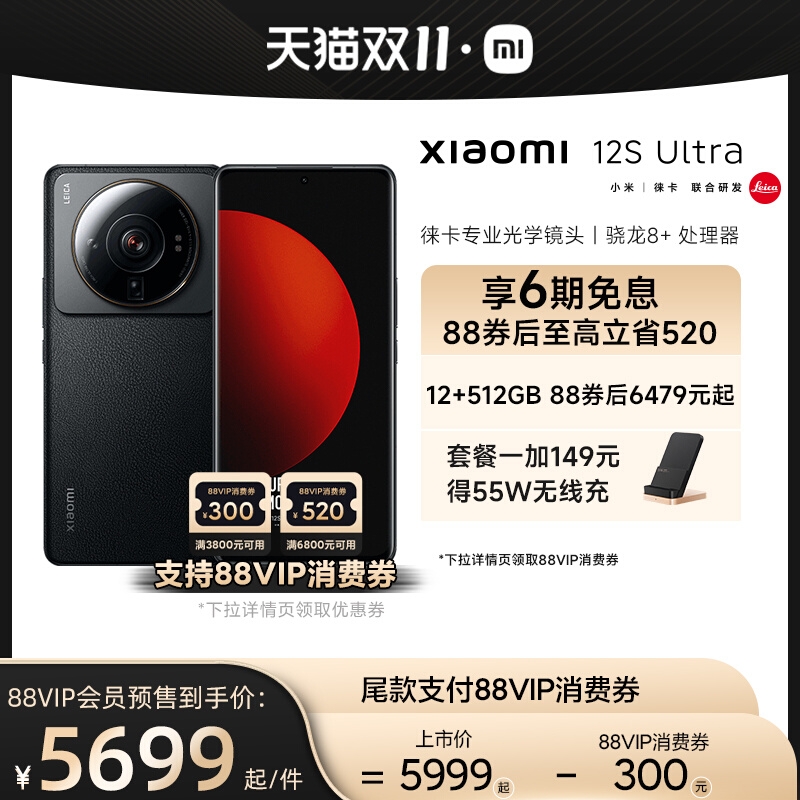 天猫双11·mi
xiaomi 12S Ultra
小米｜徕卡 联合研发 Leica
徕卡专业光学镜头｜骁龙8+ 处理器
享6期免息
88券后至高立省520
12+512GB 88券后6479元起
套餐一加149元
得55W无线充
*下拉详情页领取88VIP消费券
LEICA
xiaomi
12S
88VIP消费券
¥300
满3800元可用
88VIP消费券
¥520
满6800元可用
支持88VIP消费券
*下拉详情页领取优惠券
88VIP会员预售到手价：
¥5699起/件
尾款支付88VIP消费券
上市价
=5999起
88VIP消费券
-300元